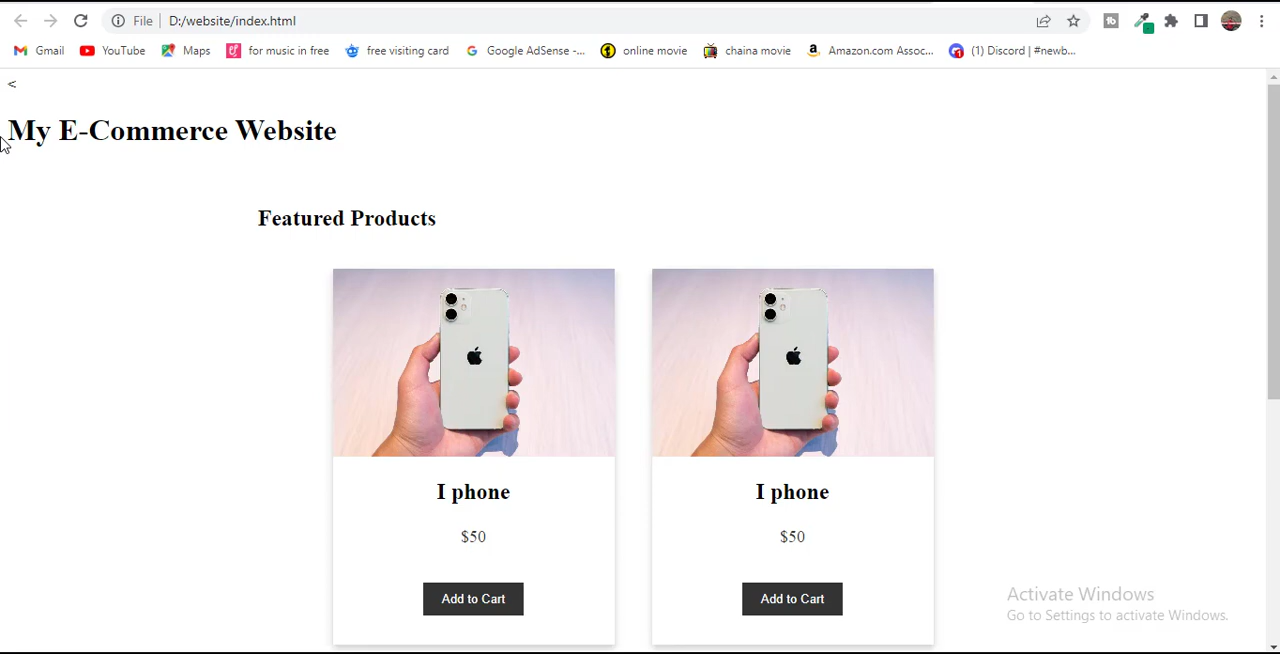 File D:/website/index.html
Gmail YouTube Maps for music in free free visiting card Google AdSense -... online movie chaina movie Amazon.com Assoc... (1) Discord | #newb...
<
My E-Commerce Website
Featured Products
I phone I phone
$50 $50
Add to Cart Add to Cart
Activate Windows
Go to Settings to activate Windows.